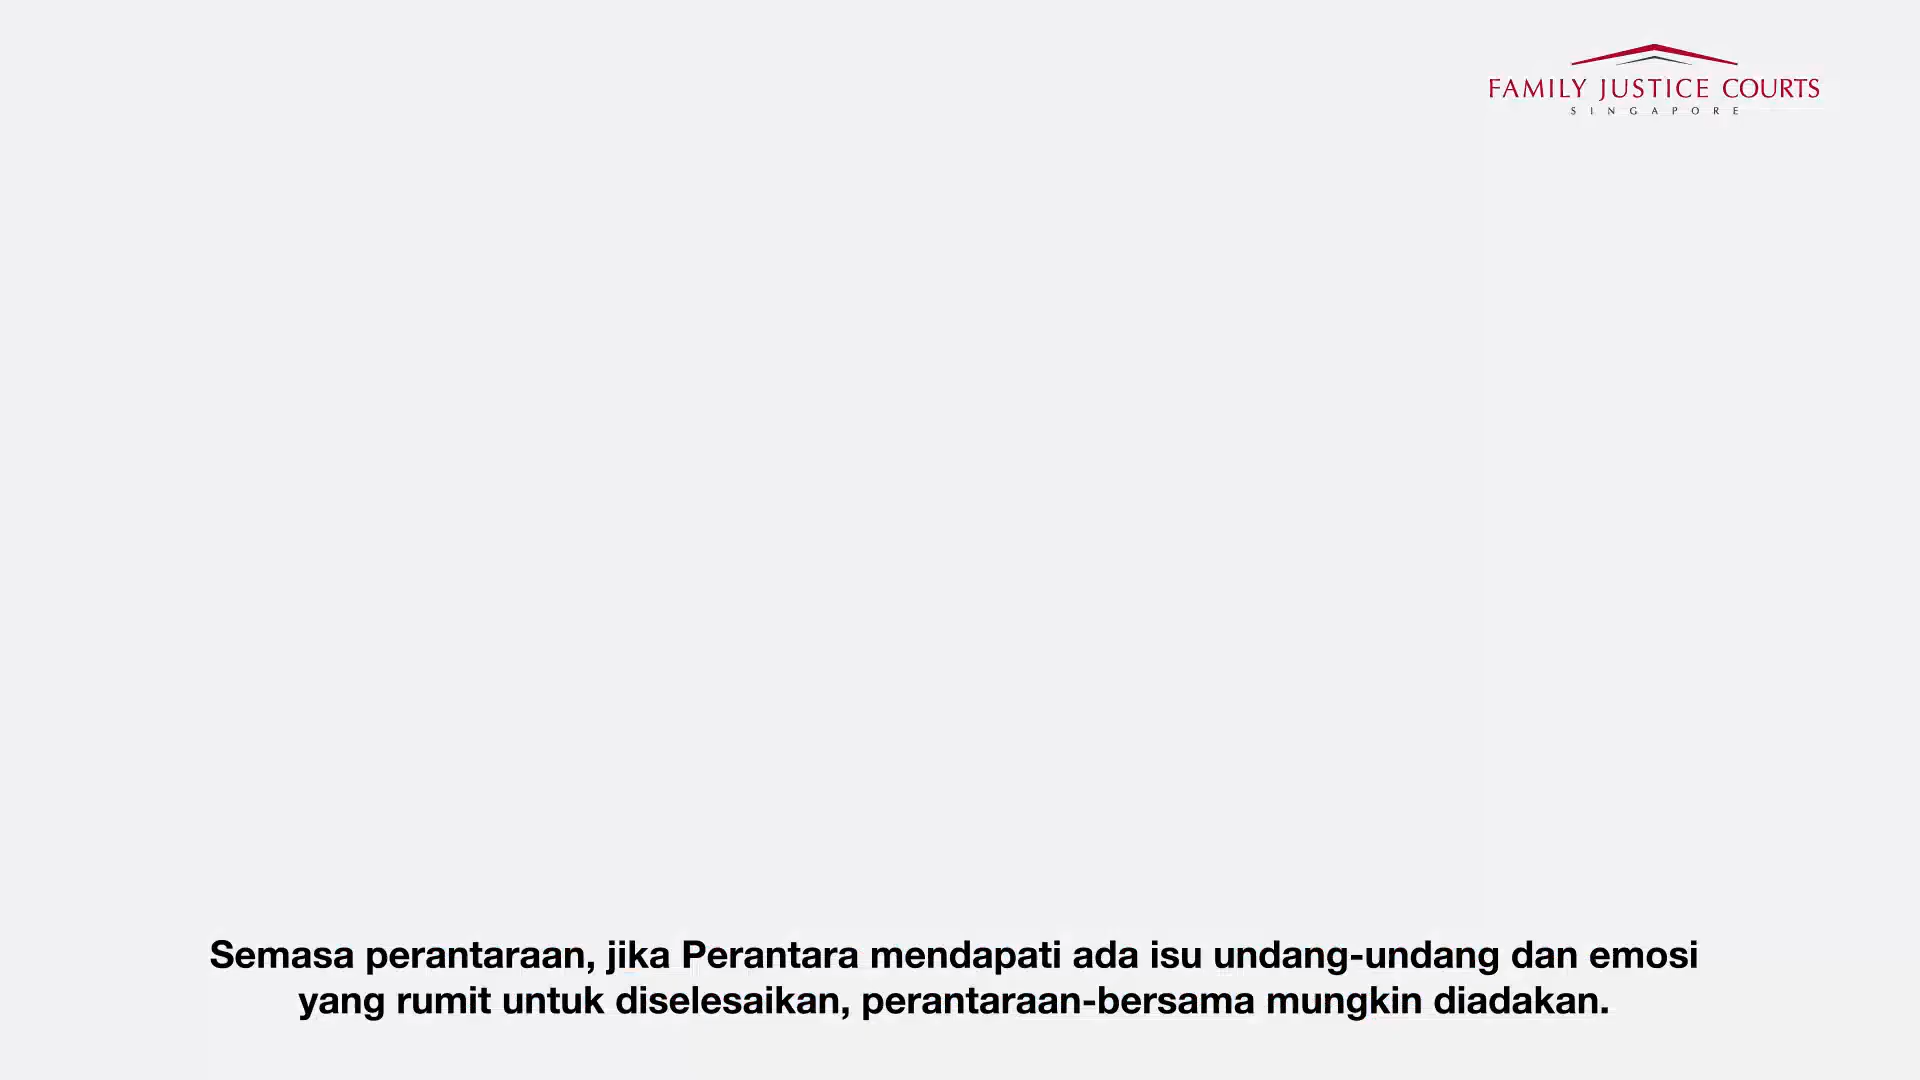 FAMILY JUSTICE COURTS
SINGAPORE
Semasa perantaraan, jika Perantara mendapati ada isu undang-undang dan emosi
yang rumit untuk diselesaikan, perantaraan-bersama mungkin diadakan.